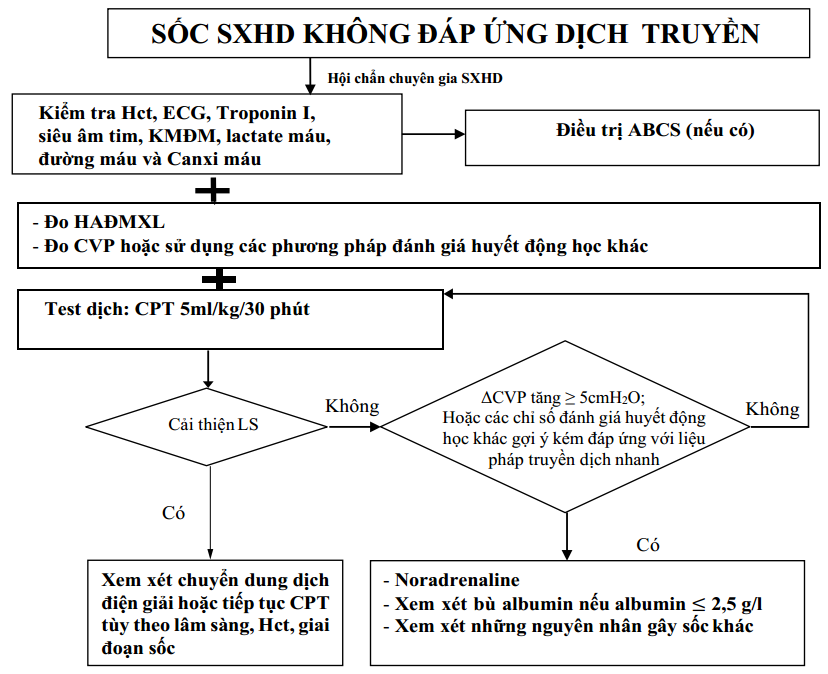 SỐC SXHD KHÔNG ĐÁP ỨNG DỊCH TRUYỀN
Hội chẩn chuyên gia SXHD
Kiểm tra Hct, ECG, Troponin I,
siêu âm tim, KMĐM, lactate máu,
đường máu và Canxi máu
Điều trị ABCS (nếu có)
- Đo HAĐMXL
- Đo CVP hoặc sử dụng các phương pháp đánh giá huyết động học khác
Test dịch: CPT 5ml/kg/30 phút
Cải thiện LS
Không
ΔCVP tăng ≥ 5cmH₂O;
Hoặc các chỉ số đánh giá huyết động
học khác gợi ý kém đáp ứng với liệu
pháp truyền dịch nhanh
Không
Có
Có
Xem xét chuyển dung dịch
điện giải hoặc tiếp tục CPT
tùy theo lâm sàng, Hct, giai
đoạn sốc
- Noradrenaline
- Xem xét bù albumin nếu albumin ≤ 2,5 g/l
- Xem xét những nguyên nhân gây sốc khác